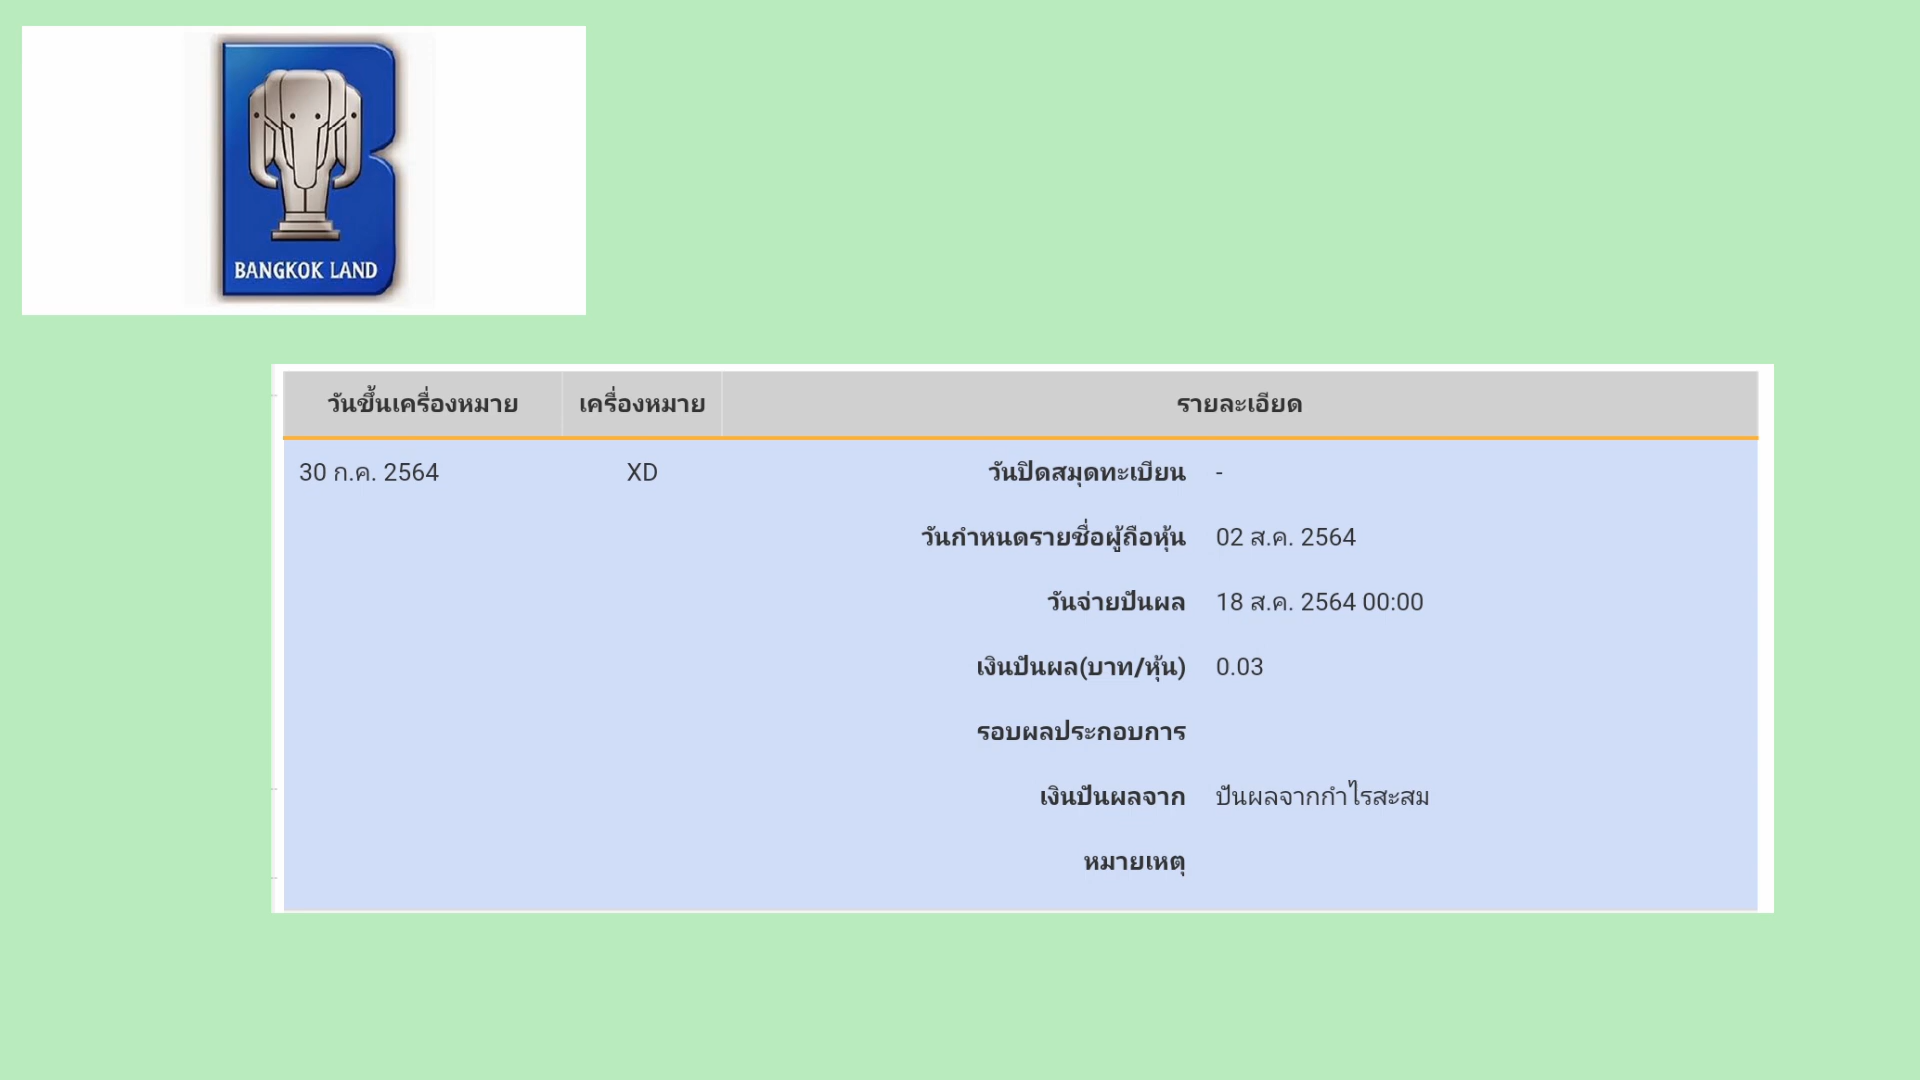 BANGKOK LAND
วันขึ้นเครื่องหมาย เครื่องหมาย รายละเอียด
30 ก.ค. 2564 XD วันปิดสมุดทะเบียน -
วันกำหนดรายชื่อผู้ถือหุ้น 02 ส.ค. 2564
วันจ่ายปันผล 18 ส.ค. 2564 00:00
เงินปันผล(บาท/หุ้น) 0.03
รอบผลประกอบการ
เงินปันผลจาก ปันผลจากกำไรสะสม
หมายเหตุ